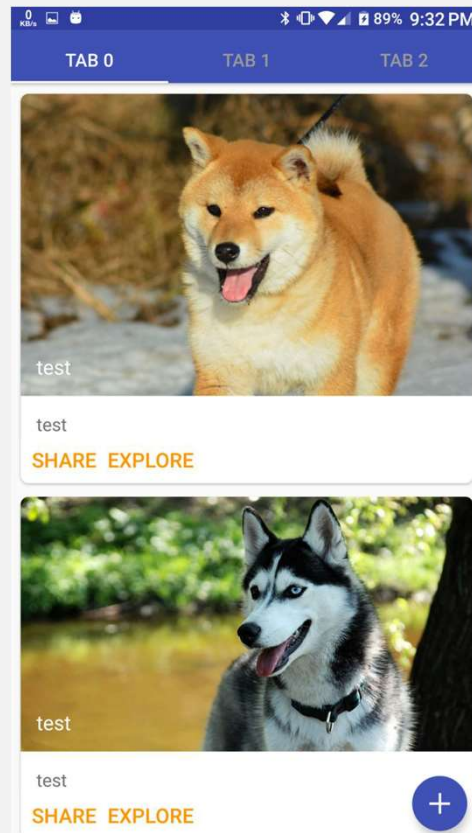 0
KB/s
89% 9:32 PM
TAB 0 TAB 1 TAB 2
test
test
SHARE EXPLORE
test
test
SHARE EXPLORE